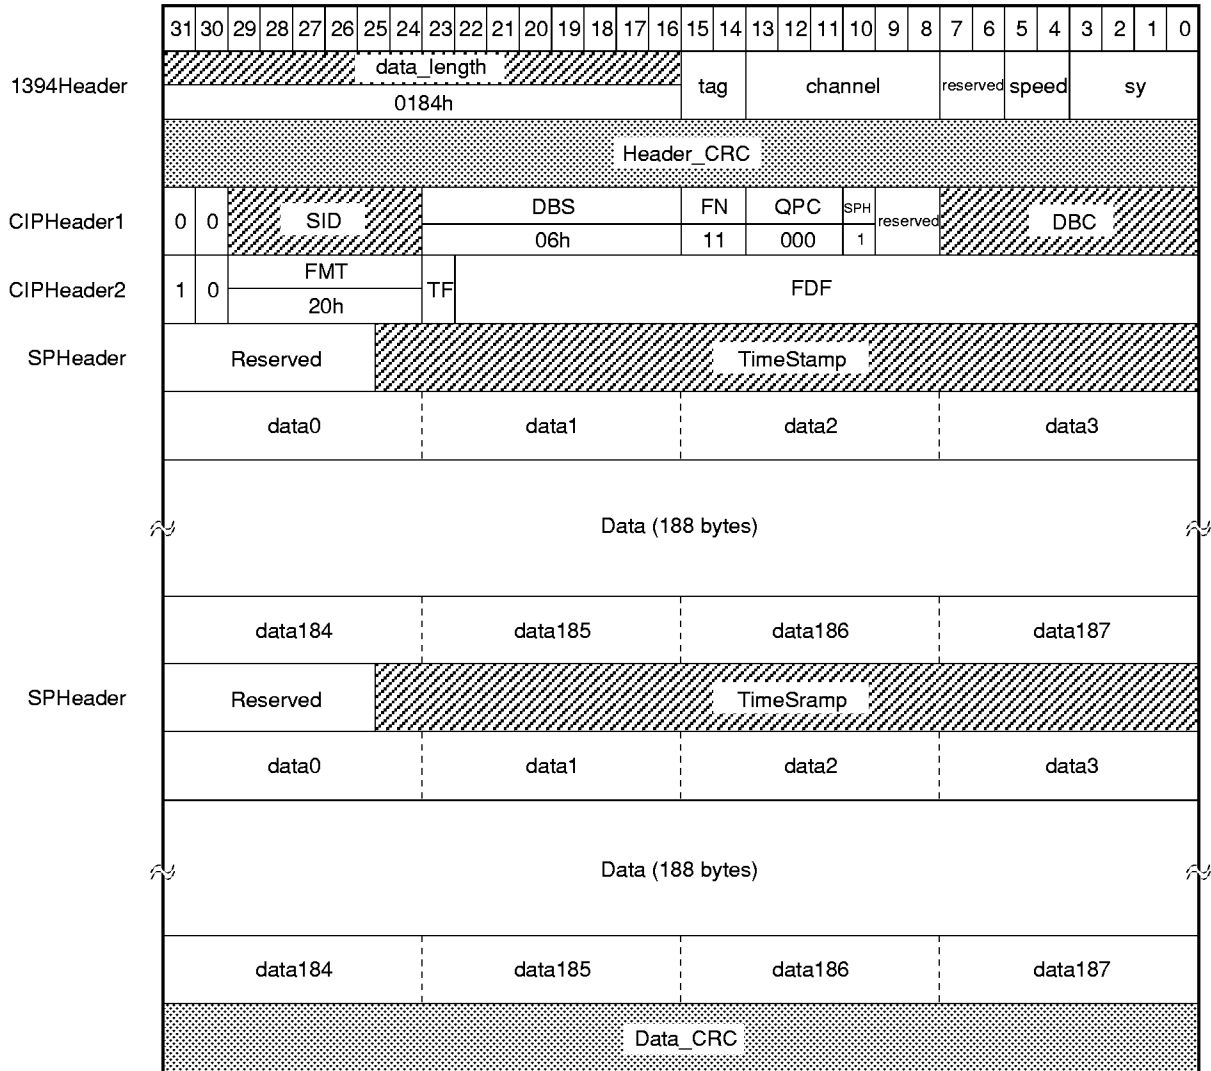 31 30 29 28 27 26 25 24 23 22 21 20 19 18 17 16 15 14 13 12 11 10 9 8 7 6 5 4 3 2 1 0
1394Header data_length tag channel reserved speed sy
0184h
Header_CRC
CIPHeader1 0 0 SID DBS FN QPC SPH reserved DBC
06h 11 000 1
CIPHeader2 1 0 FMT TF FDF
20h
SPHeader Reserved TimeStamp
data0 data1 data2 data3
Data (188 bytes)
data184 data185 data186 data187
SPHeader Reserved TimeSramp
data0 data1 data2 data3
Data (188 bytes)
data184 data185 data186 data187
Data_CRC